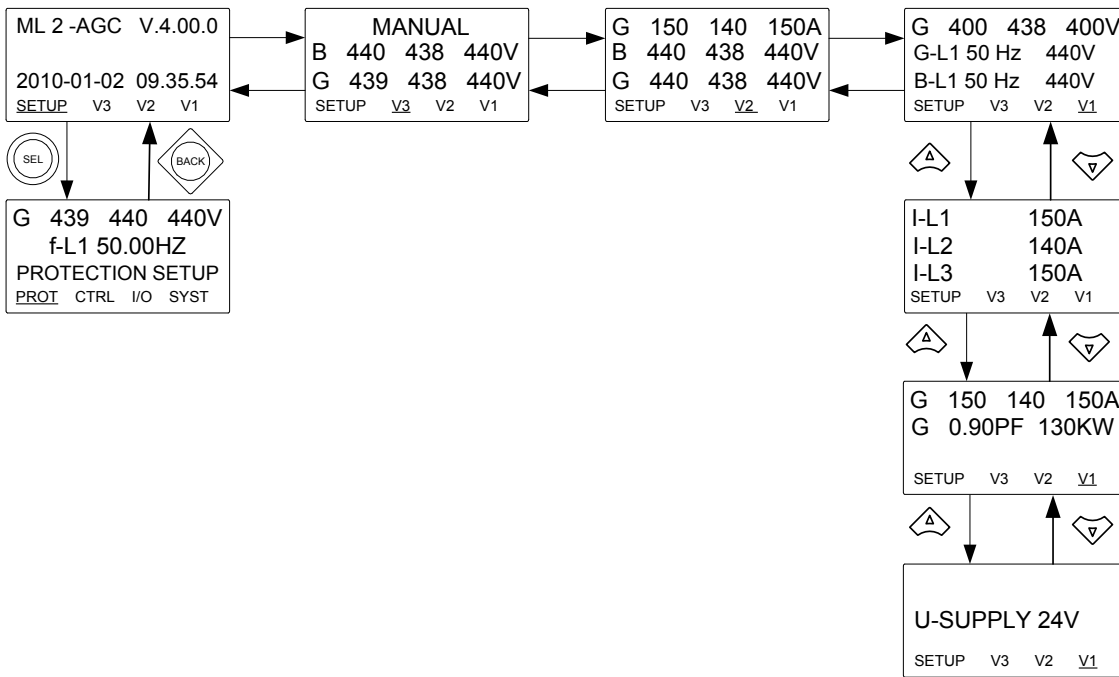 ML 2 -AGC V.4.00.0
2010-01-02 09.35.54
SETUP V3 V2 V1
MANUAL
B 440 438 440V
G 439 438 440V
SETUP V3 V2 V1
G 150 140 150A
B 440 438 440V
G 440 438 440V
SETUP V3 V2 V1
G 400 438 400V
G-L1 50 Hz 440V
B-L1 50 Hz 440V
SETUP V3 V2 V1
SEL
BACK
G 439 440 440V
f-L1 50.00HZ
PROTECTION SETUP
PROT CTRL I/O SYST
I-L1 150A
I-L2 140A
I-L3 150A
SETUP V3 V2 V1
G 150 140 150A
G 0.90PF 130KW
SETUP V3 V2 V1
U-SUPPLY 24V
SETUP V3 V2 V1